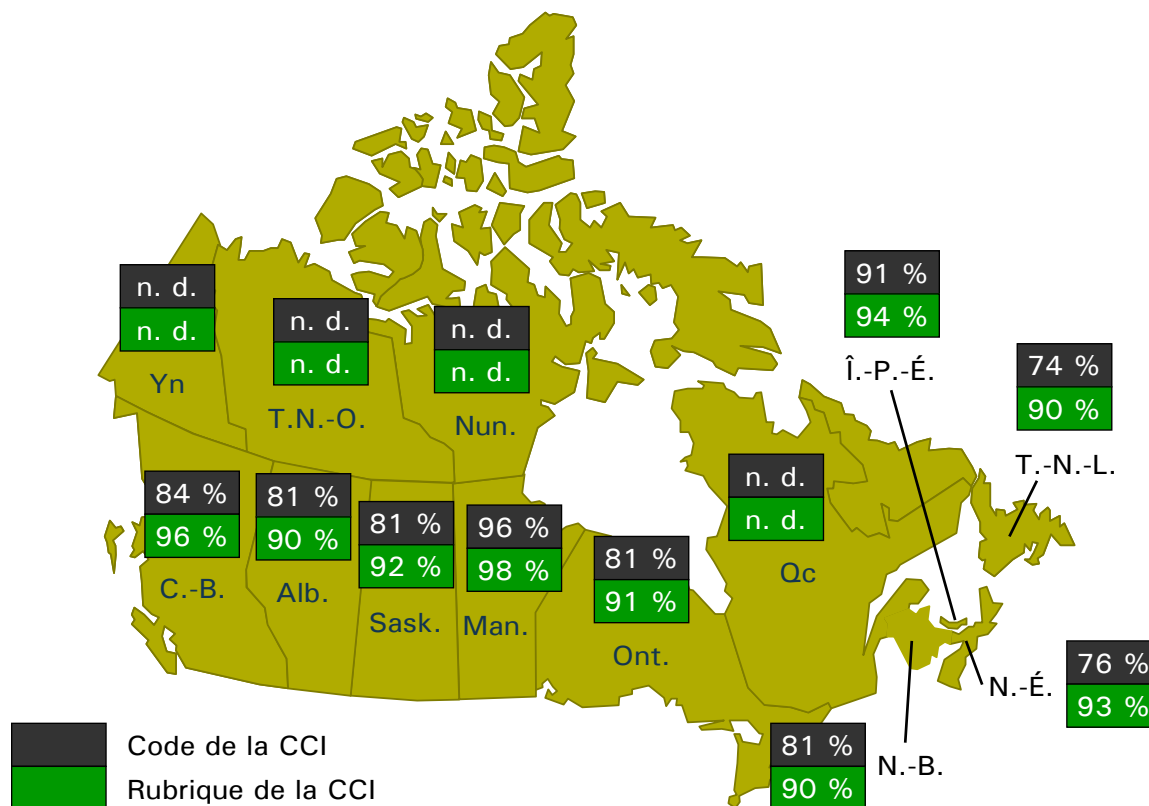 91 %
94 %
Î.-P.-É.
n. d.
n. d.
Yn
n. d.
n. d.
T.N.-O.
n. d.
n. d.
Nun.
74 %
90 %
T.-N.-L.
84 %
96 %
C.-B.
81 %
90 %
Alb.
81 %
92 %
Sask.
96 %
98 %
Man.
81 %
91 %
Ont.
n. d.
n. d.
Qc
76 %
93 %
N.-É.
81 %
90 %
N.-B.
Code de la CCI
Rubrique de la CCI